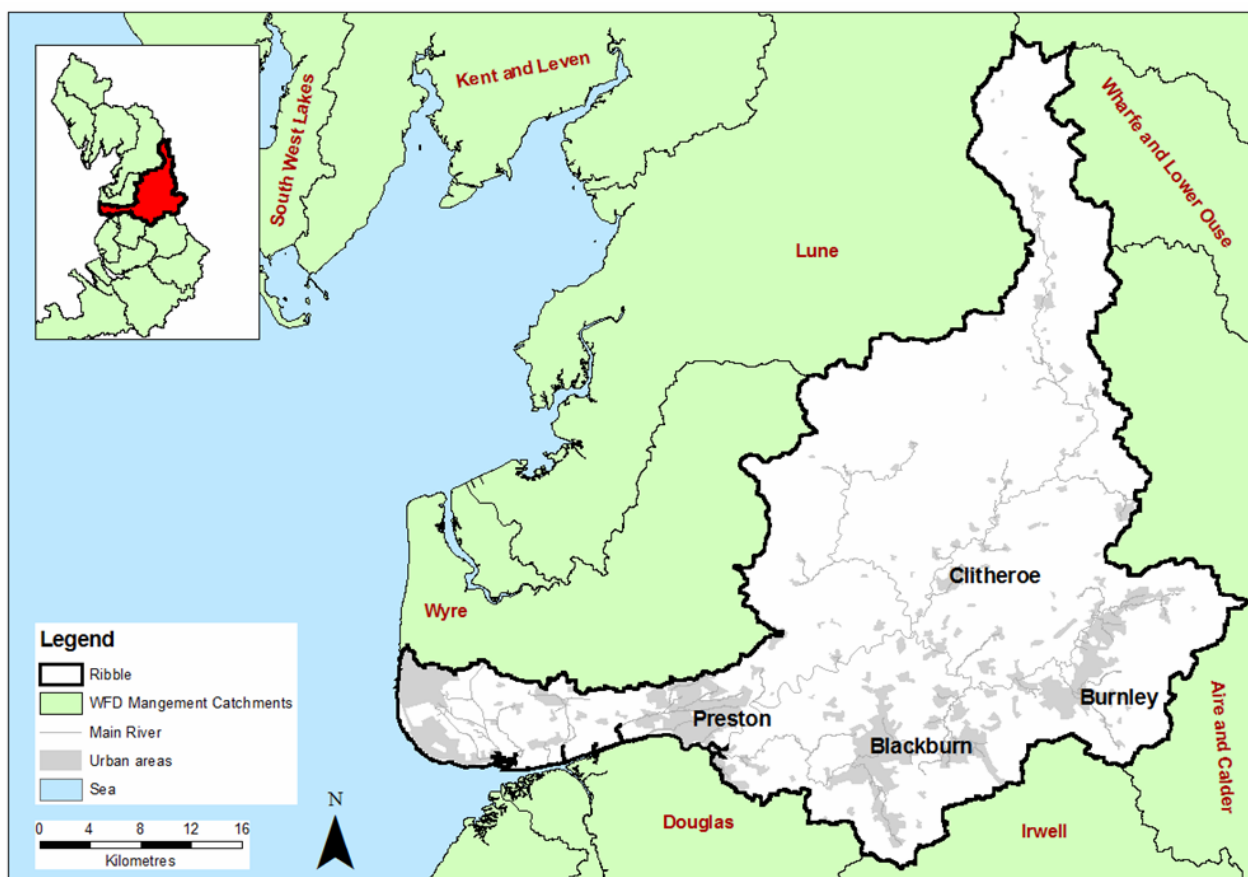 Kent and Leven
South West Lakes
Wharfe and Lower Ouse
Lune
Clitheroe
Wyre
Burnley
Preston
Blackburn
Aire and Calder
Douglas
Irwell
Legend
Ribble
WFD Mangement Catchments
Main River
Urban areas
Sea
0 4 8 12 16
Kilometres
N